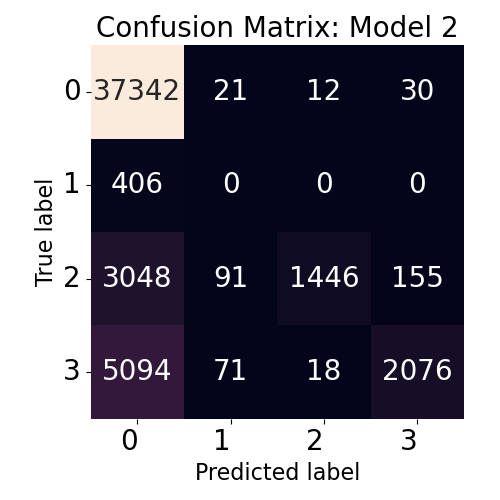 Confusion Matrix: Model 2
True label
0 37342 21 12 30
1 406 0 0 0
2 3048 91 1446 155
3 5094 71 18 2076
0 1 2 3
Predicted label